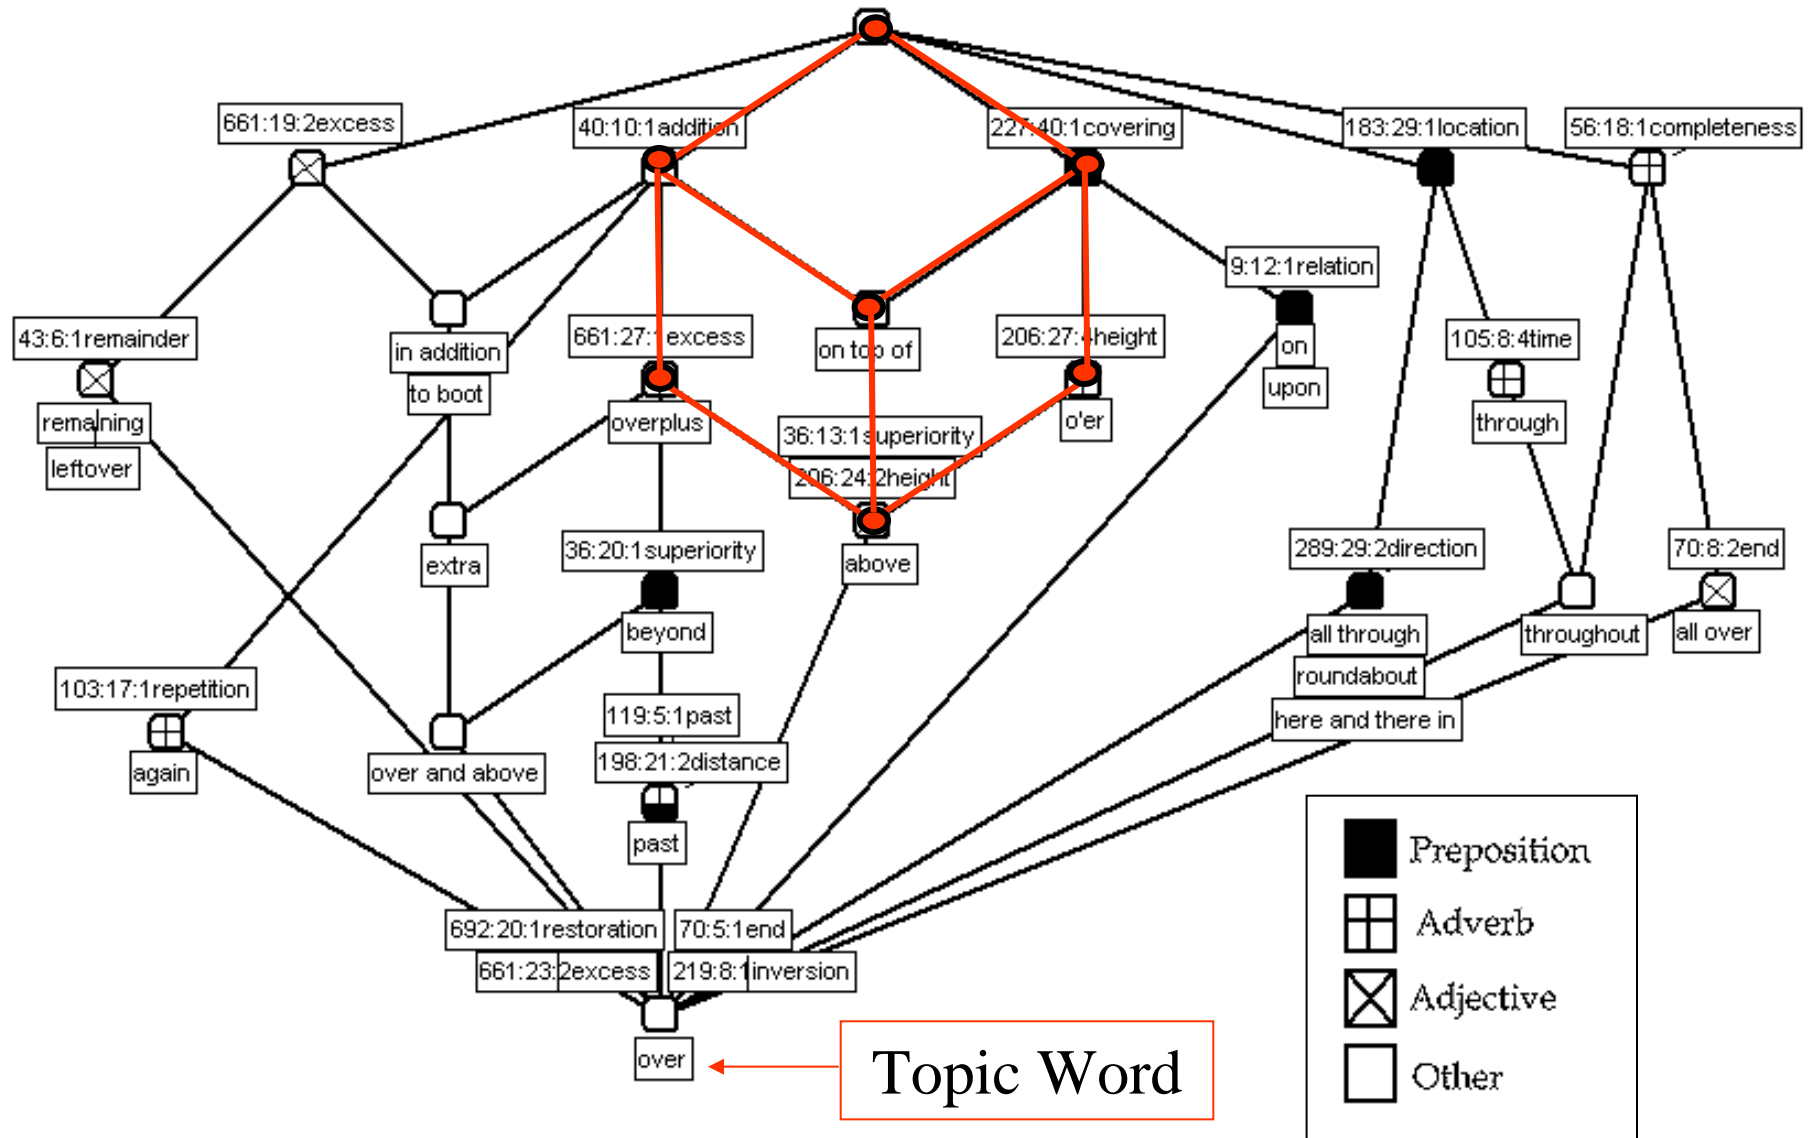 661:19:2excess
40:10:1addition
227:40:1covering
183:29:1location
56:18:1completeness
9:12:1relation
43:6:1remainder
in addition
to boot
661:27:1excess
on top of
206:27:4height
on
upon
105:8:4time
remaining
leftover
overplus
36:13:1superiority
206:24:2height
o'er
through
extra
36:20:1superiority
above
289:29:2direction
70:8:2end
beyond
all through
roundabout
here and there in
throughout
all over
103:17:1repetition
again
over and above
119:5:1past
198:21:2distance
past
692:20:1restoration
70:5:1end
661:23:2excess
219:8:1inversion
over
Topic Word
Preposition
Adverb
Adjective
Other